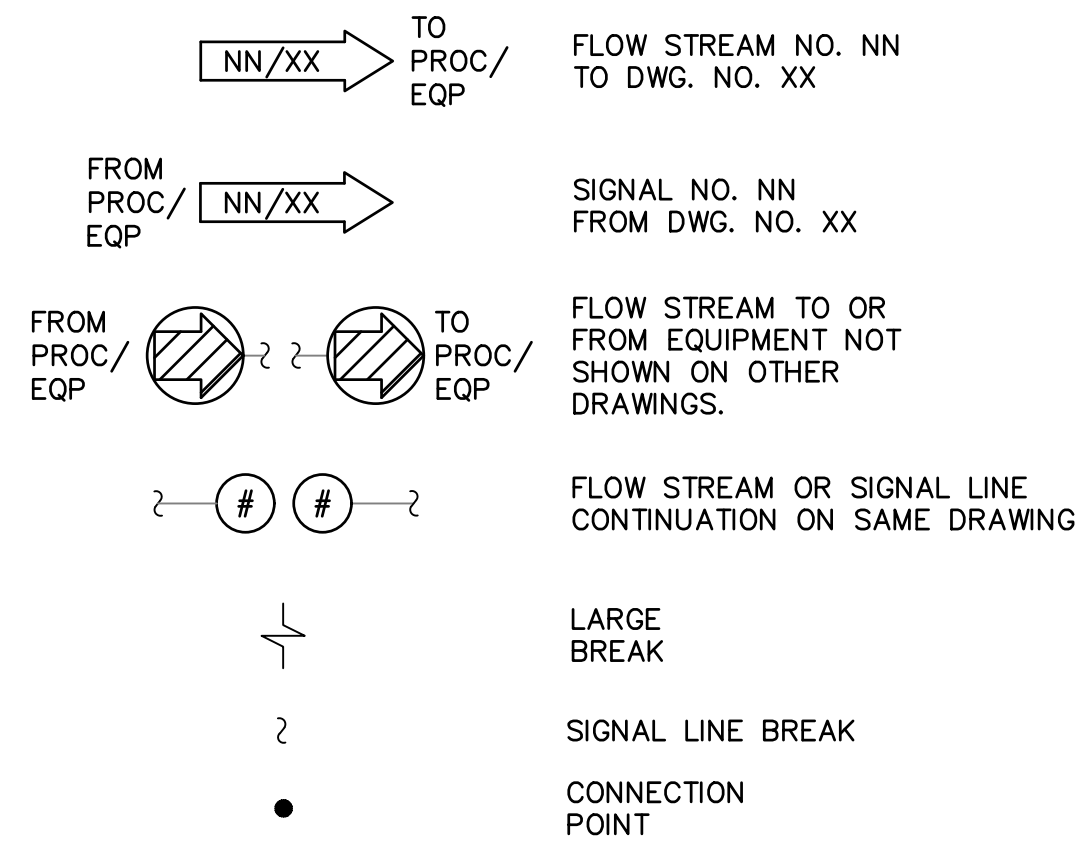 TO
PROC/
EQP
NN/XX
FLOW STREAM NO. NN
TO DWG. NO. XX
FROM
PROC/
EQP
NN/XX
SIGNAL NO. NN
FROM DWG. NO. XX
FROM
PROC/
EQP
TO
PROC/
EQP
FLOW STREAM TO OR
FROM EQUIPMENT NOT
SHOWN ON OTHER
DRAWINGS.
# #
FLOW STREAM OR SIGNAL LINE
CONTINUATION ON SAME DRAWING
LARGE
BREAK
SIGNAL LINE BREAK
CONNECTION
POINT